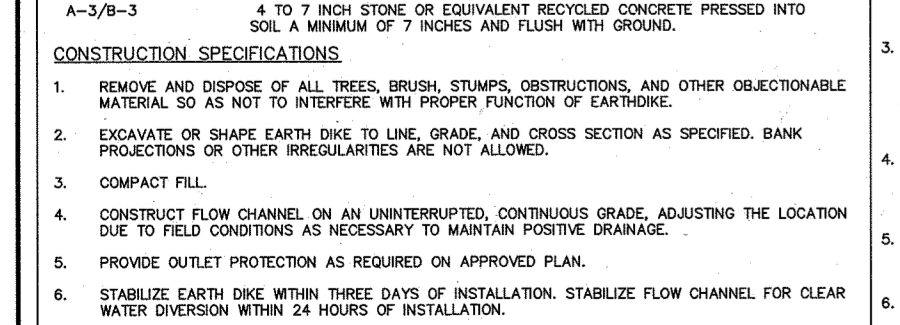 A-3/B-3 4 TO 7 INCH STONE OR EQUIVALENT RECYCLED CONCRETE PRESSED INTO
SOIL A MINIMUM OF 7 INCHES AND FLUSH WITH GROUND.
CONSTRUCTION SPECIFICATIONS
1. REMOVE AND DISPOSE OF ALL TREES, BRUSH, STUMPS, OBSTRUCTIONS, AND OTHER OBJECTIONABLE
MATERIAL SO AS NOT TO INTERFERE WITH PROPER FUNCTION OF EARTHDIKE.
2. EXCAVATE OR SHAPE EARTH DIKE TO LINE, GRADE, AND CROSS SECTION AS SPECIFIED. BANK
PROJECTIONS OR OTHER IRREGULARITIES ARE NOT ALLOWED.
3. COMPACT FILL.
4. CONSTRUCT FLOW CHANNEL ON AN UNINTERRUPTED, CONTINUOUS GRADE, ADJUSTING THE LOCATION
DUE TO FIELD CONDITIONS AS NECESSARY TO MAINTAIN POSITIVE DRAINAGE.
5. PROVIDE OUTLET PROTECTION AS REQUIRED ON APPROVED PLAN.
6. STABILIZE EARTH DIKE WITHIN THREE DAYS OF INSTALLATION. STABILIZE FLOW CHANNEL FOR CLEAR
WATER DIVERSION WITHIN 24 HOURS OF INSTALLATION.
3.
4.
5.
6.